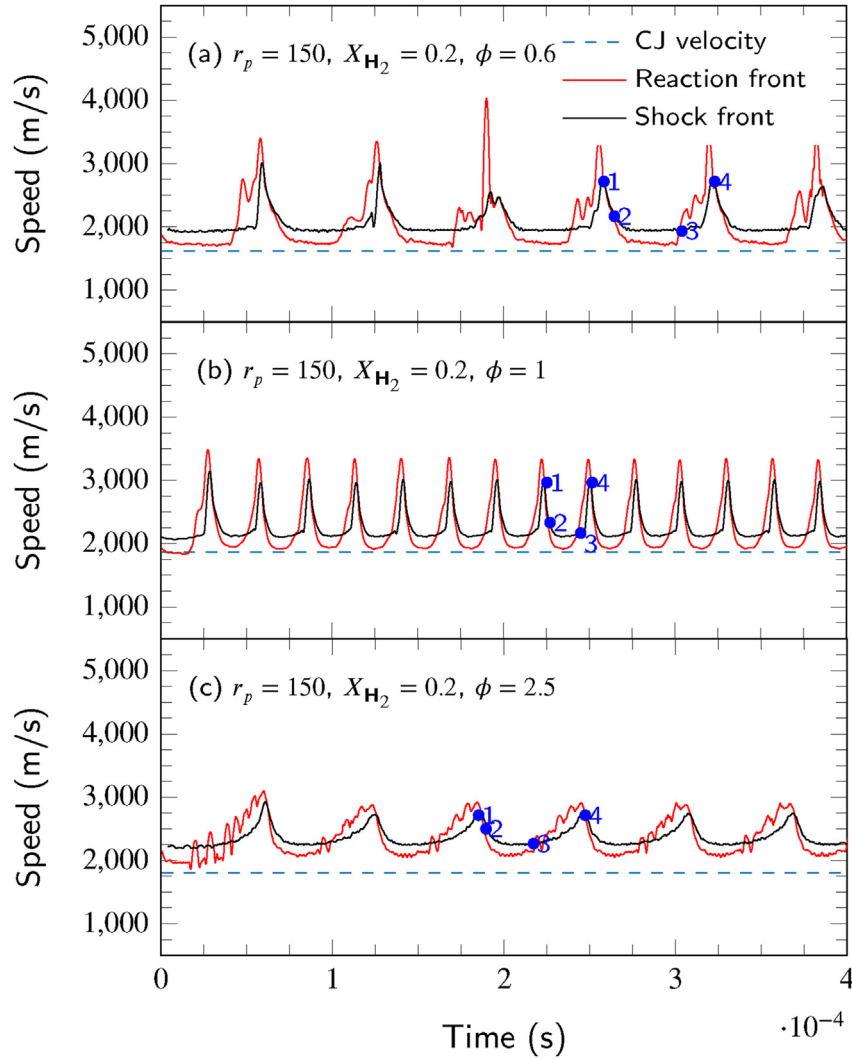 5,000
(a) r_p = 150, X_H₂ = 0.2, ϕ = 0.6
CJ velocity
Reaction front
Shock front
4,000
3,000
2,000
1,000
Speed (m/s)
1
2
3
4
5,000
(b) r_p = 150, X_H₂ = 0.2, ϕ = 1
4,000
3,000
2,000
1,000
Speed (m/s)
1
2
3
4
5,000
(c) r_p = 150, X_H₂ = 0.2, ϕ = 2.5
4,000
3,000
2,000
1,000
Speed (m/s)
1
2
3
4
0 1 2 3 4
Time (s)
·10⁻⁴